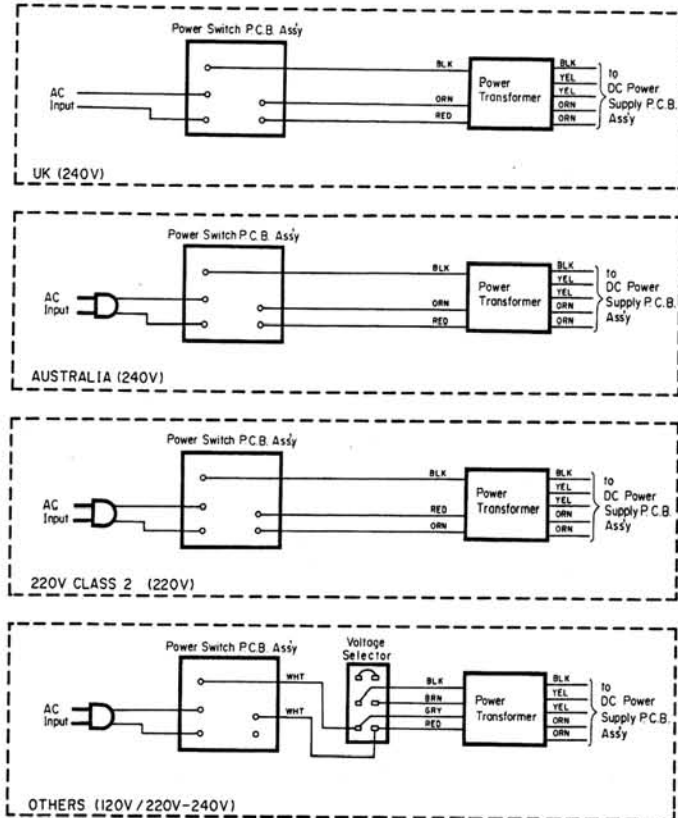 Power Switch P.C.B. Ass'y
BLK
AC
Input
ORN
RED
Power
Transformer
BLK
YEL
YEL
ORN
ORN
to
DC Power
Supply P.C.B.
Ass'y
UK (240V)
Power Switch P.C.B. Ass'y
BLK
AC
Input
ORN
RED
Power
Transformer
BLK
YEL
YEL
ORN
ORN
to
DC Power
Supply P.C.B.
Ass'y
AUSTRALIA (240V)
Power Switch P.C.B. Ass'y
BLK
AC
Input
RED
ORN
Power
Transformer
BLK
YEL
YEL
ORN
ORN
to
DC Power
Supply P.C.B.
Ass'y
220V CLASS 2 (220V)
Power Switch P.C.B. Ass'y
Voltage
Selector
WHT
WHT
AC
Input
BLK
BRN
GRY
RED
Power
Transformer
BLK
YEL
YEL
ORN
ORN
to
DC Power
Supply P.C.B.
Ass'y
OTHERS (120V/220V-240V)